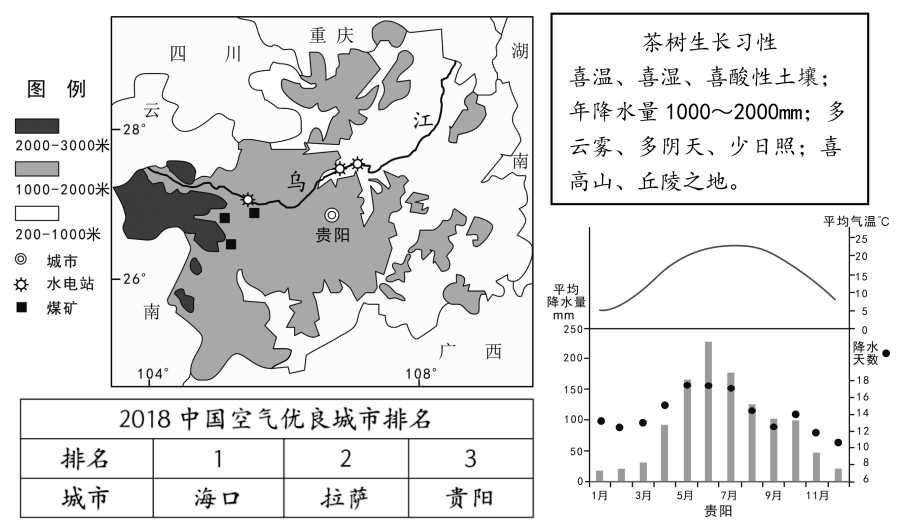 四川
重庆
湖
南
云
南
广西
乌
江
贵阳
28°
26°
104°
108°
图例
2000-3000米
1000-2000米
200-1000米
城市
水电站
煤矿
茶树生长习性
喜温、喜湿、喜酸性土壤；
年降水量1000～2000mm；多
云雾、多阴天、少日照；喜
高山、丘陵之地。
2018中国空气优良城市排名
排名 1 2 3
城市 海口 拉萨 贵阳
平均气温℃
25
20
15
10
5
0
平均
降水量
mm
250
200
150
100
50
0
降水
天数
18
16
14
12
10
8
6
1月 3月 5月 7月 9月 11月
贵阳